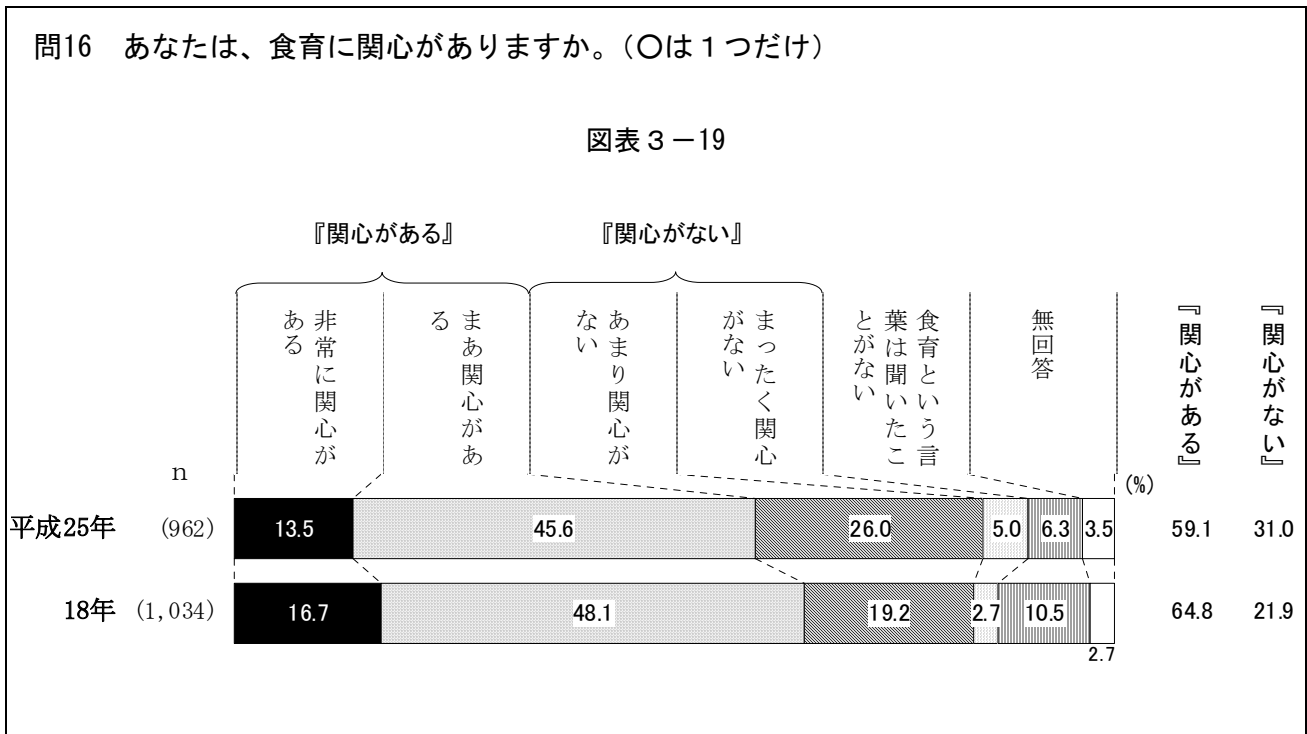 問16　あなたは、食育に関心がありますか。（○は１つだけ）
図表３－19
『関心がある』
『関心がない』
非常に関心が
ある
まあ関心があ
る
あまり関心が
ない
まったく関心
がない
食育という言
葉は聞いたこ
とがない
無回答
『関心がある』
『関心がない』
n
(%)
平成25年 (962) 13.5 45.6 26.0 5.0 6.3 3.5 59.1 31.0
18年 (1,034) 16.7 48.1 19.2 2.7 10.5 64.8 21.9
2.7